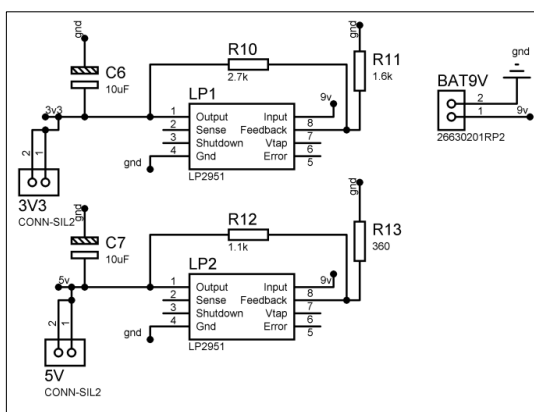 gnd
C6
10uF
3v3
2
1
3V3
CONN-SIL2
R10
2.7k
gnd
R11
1.6k
LP1
1 Output Input
9v
2 Sense Feedback 8
3 Shutdown Vtap 7
4 Gnd Error 6
5
gnd
LP2951
BAT9V
2
1
26630201RP2
gnd
9v
gnd
C7
10uF
5v
2
1
5V
CONN-SIL2
R12
1.1k
gnd
R13
360
LP2
1 Output Input
9v
2 Sense Feedback 8
3 Shutdown Vtap 7
4 Gnd Error 6
5
gnd
LP2951